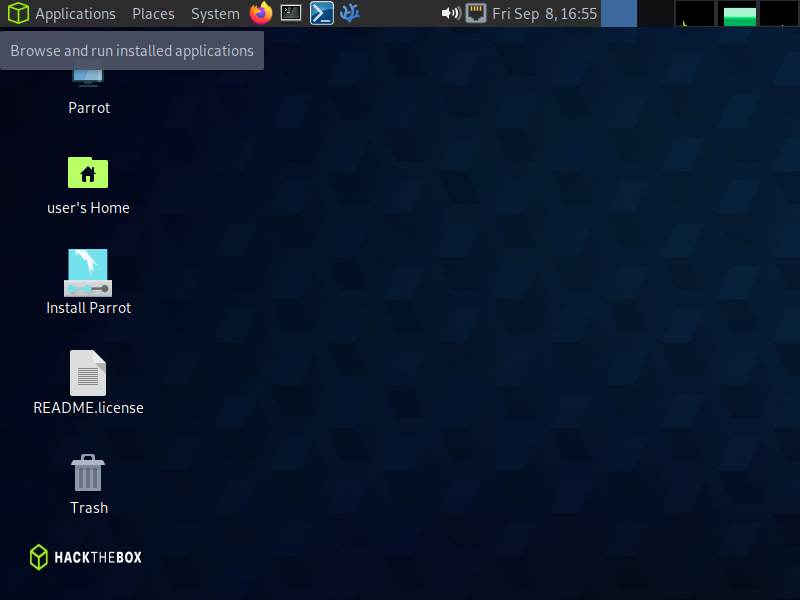 Applications Places System Fri Sep 8, 16:55
Browse and run installed applications
Parrot
user's Home
Install Parrot
README.license
Trash
HACKTHEBOX